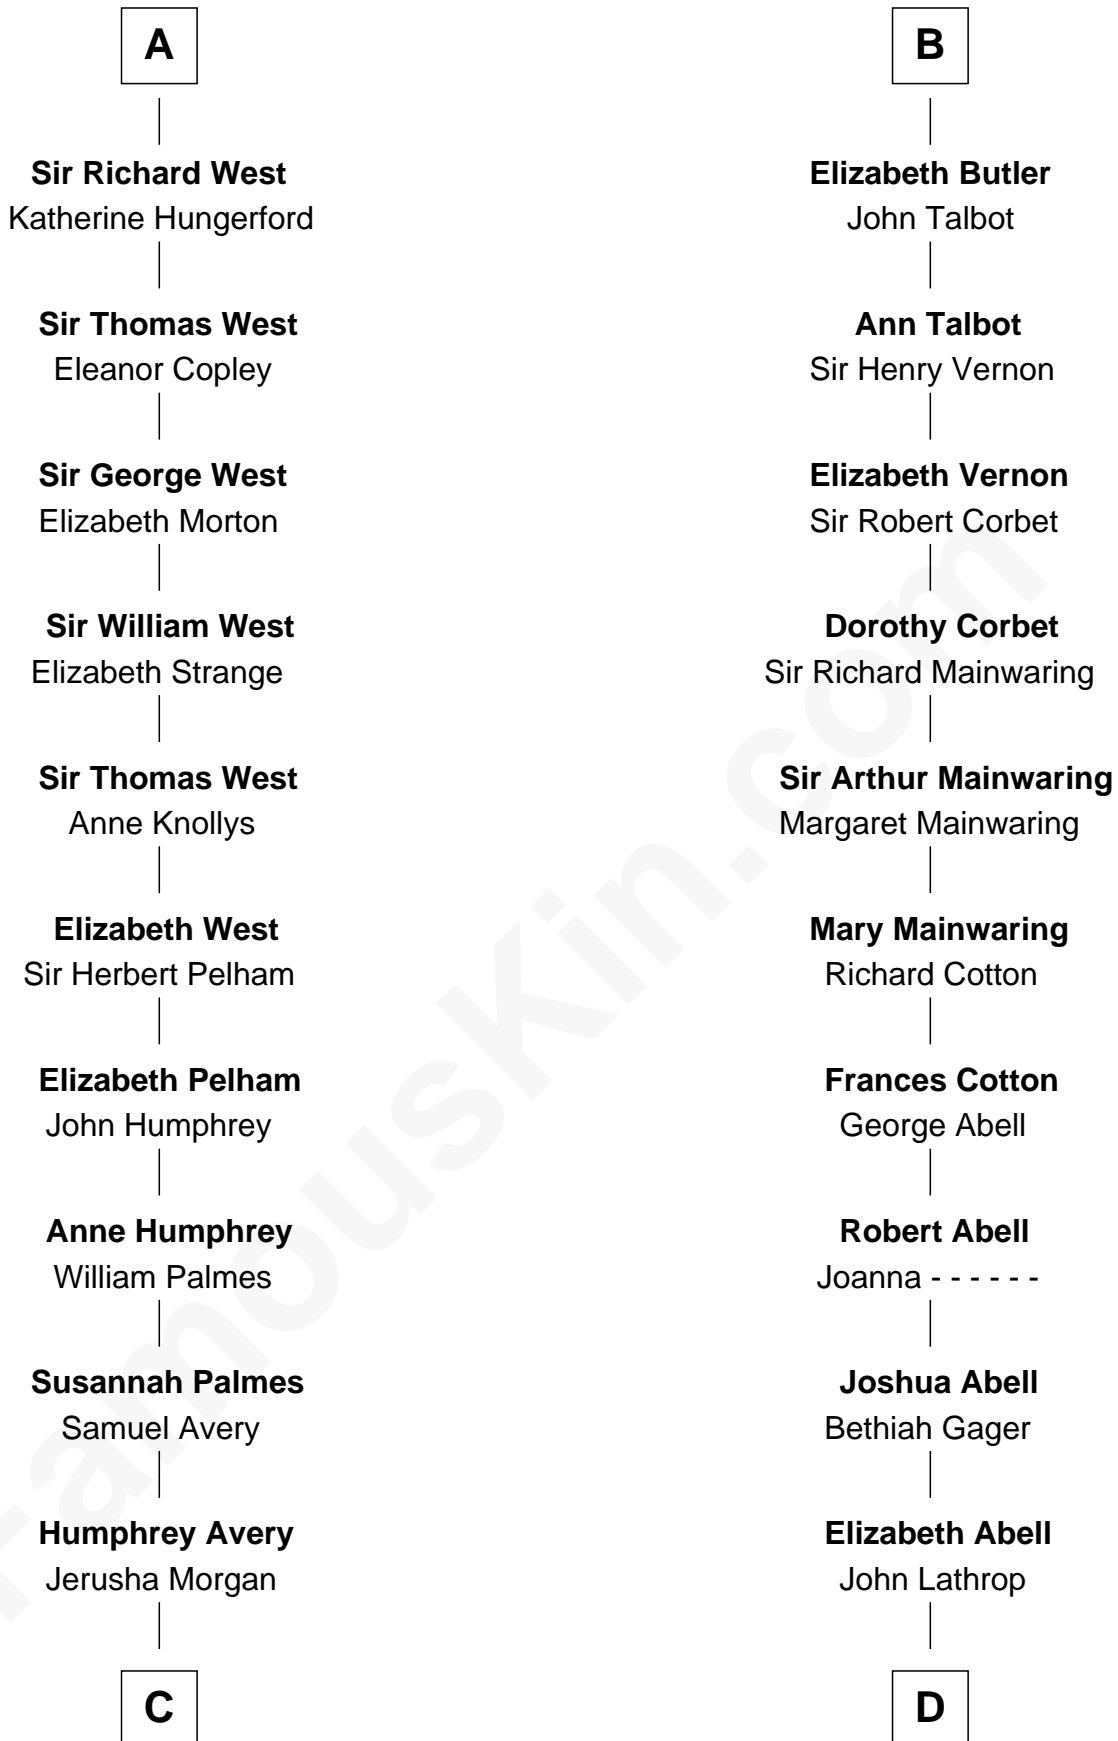 A
Sir Richard West
Katherine Hungerford
Sir Thomas West
Eleanor Copley
Sir George West
Elizabeth Morton
Sir William West
Elizabeth Strange
Sir Thomas West
Anne Knollys
Elizabeth West
Sir Herbert Pelham
Elizabeth Pelham
John Humphrey
Anne Humphrey
William Palmes
Susannah Palmes
Samuel Avery
Humphrey Avery
Jerusha Morgan
C
B
Elizabeth Butler
John Talbot
Ann Talbot
Sir Henry Vernon
Elizabeth Vernon
Sir Robert Corbet
Dorothy Corbet
Sir Richard Mainwaring
Sir Arthur Mainwaring
Margaret Mainwaring
Mary Mainwaring
Richard Cotton
Frances Cotton
George Abell
Robert Abell
Joanna - - - - - -
Joshua Abell
Bethiah Gager
Elizabeth Abell
John Lathrop
D
FamousKin.com